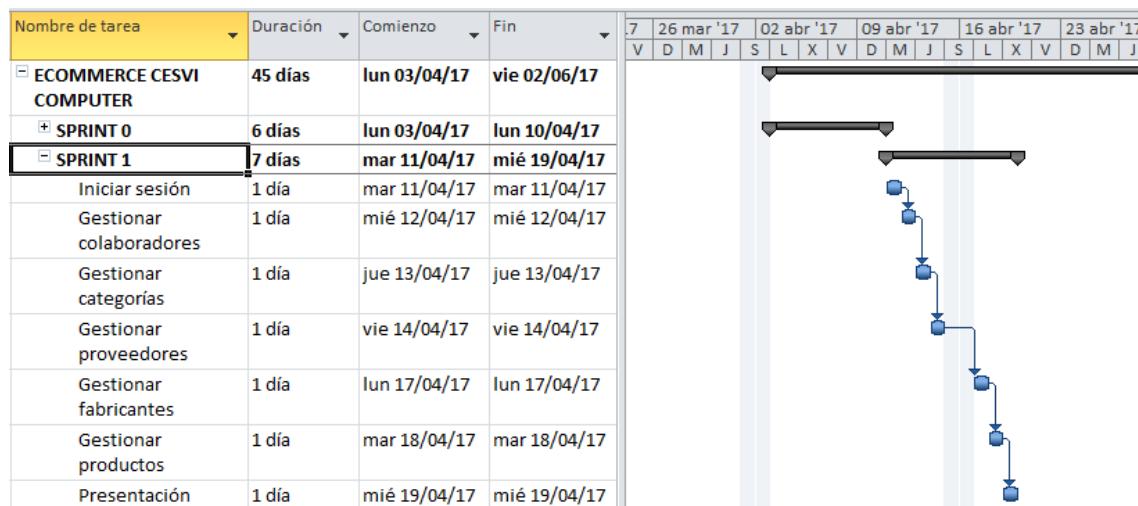 Nombre de tarea Duración Comienzo Fin
.7 26 mar '17 02 abr '17 09 abr '17 16 abr '17 23 abr '17
V D M J S L X V D M J S L X V D M J
ECOMMERCE CESVI 45 días lun 03/04/17 vie 02/06/17
COMPUTER
SPRINT 0 6 días lun 03/04/17 lun 10/04/17
SPRINT 1 7 días mar 11/04/17 mié 19/04/17
Iniciar sesión 1 día mar 11/04/17 mar 11/04/17
Gestionar 1 día mié 12/04/17 mié 12/04/17
colaboradores
Gestionar 1 día jue 13/04/17 jue 13/04/17
categorías
Gestionar 1 día vie 14/04/17 vie 14/04/17
proveedores
Gestionar 1 día lun 17/04/17 lun 17/04/17
fabricantes
Gestionar 1 día mar 18/04/17 mar 18/04/17
productos
Presentación 1 día mié 19/04/17 mié 19/04/17